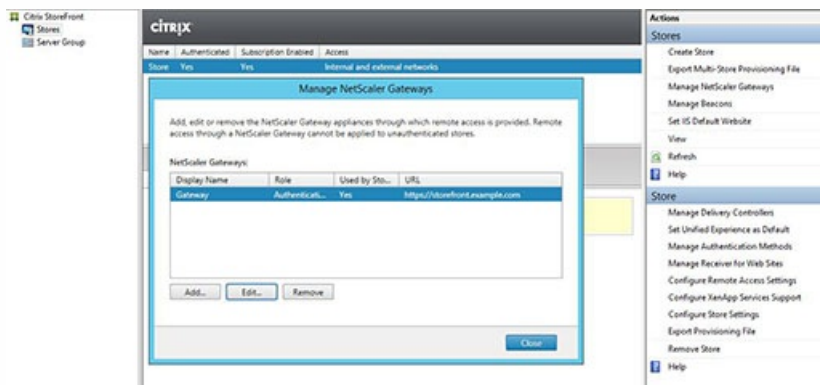 Citrix StoreFront
Stores
Server Group
CITRIX
Name Authenticated Subscription Enabled Access
Store Yes Yes Internal and external networks
Manage NetScaler Gateways
Add, edit or remove the NetScaler Gateway appliances through which remote access is provided. Remote
access through a NetScaler Gateway cannot be applied to unauthenticated stores.
NetScaler Gateways:
Display Name Role Used by Sto... URL
Gateway Authenticati... Yes https://storefront.example.com
Add... Edit... Remove
Close
Actions
Stores
Create Store
Export Multi-Store Provisioning File
Manage NetScaler Gateways
Manage Beacons
Set IIS Default Website
View
Refresh
Help
Store
Manage Delivery Controllers
Set Unified Experience as Default
Manage Authentication Methods
Manage Receiver for Web Sites
Configure Remote Access Settings
Configure XenApp Services Support
Configure Store Settings
Export Provisioning File
Remove Store
Help